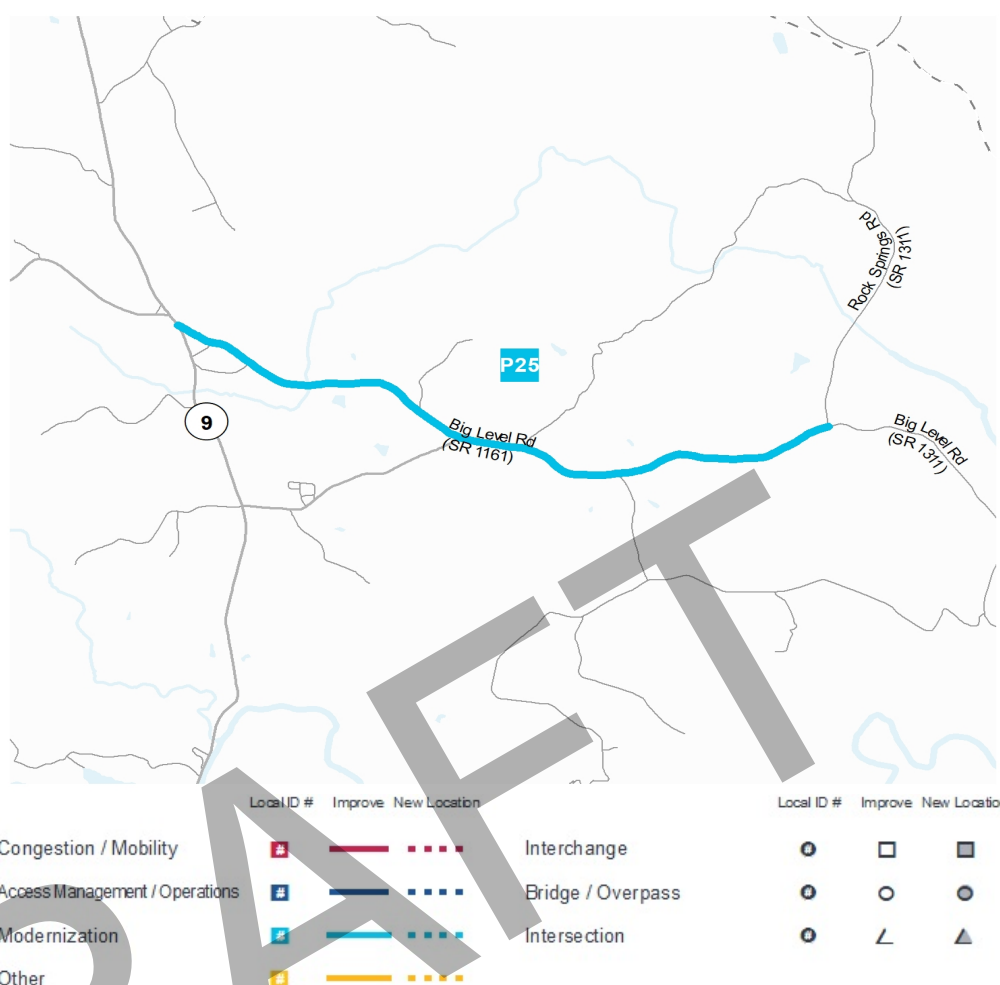 Rock Springs Rd
(SR 1311)
P25
9
Big Level Rd
(SR 1161)
Big Level Rd
(SR 1311)
DRAFT
Local ID # Improve New Location
Local ID # Improve New Locatio
Congestion / Mobility #
Interchange #
Access Management / Operations #
Bridge / Overpass #
Modernization #
Intersection #
Other #